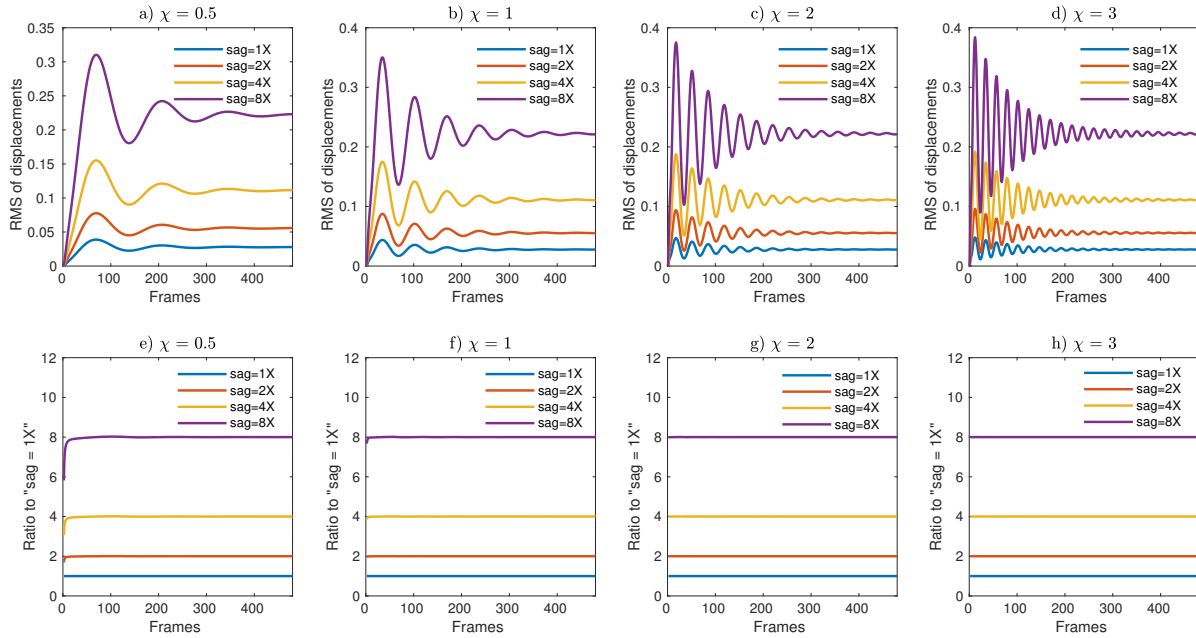 a) χ = 0.5
RMS of displacements
0.35
0.3
0.25
0.2
0.15
0.1
0.05
0
sag=1X
sag=2X
sag=4X
sag=8X
0 100 200 300 400
Frames
b) χ = 1
RMS of displacements
0.4
0.3
0.2
0.1
0
sag=1X
sag=2X
sag=4X
sag=8X
0 100 200 300 400
Frames
c) χ = 2
RMS of displacements
0.4
0.3
0.2
0.1
0
sag=1X
sag=2X
sag=4X
sag=8X
0 100 200 300 400
Frames
d) χ = 3
RMS of displacements
0.4
0.3
0.2
0.1
0
sag=1X
sag=2X
sag=4X
sag=8X
0 100 200 300 400
Frames
e) χ = 0.5
Ratio to "sag = 1X"
12
10
8
6
4
2
0
sag=1X
sag=2X
sag=4X
sag=8X
0 100 200 300 400
Frames
f) χ = 1
Ratio to "sag = 1X"
12
10
8
6
4
2
0
sag=1X
sag=2X
sag=4X
sag=8X
0 100 200 300 400
Frames
g) χ = 2
Ratio to "sag = 1X"
12
10
8
6
4
2
0
sag=1X
sag=2X
sag=4X
sag=8X
0 100 200 300 400
Frames
h) χ = 3
Ratio to "sag = 1X"
12
10
8
6
4
2
0
sag=1X
sag=2X
sag=4X
sag=8X
0 100 200 300 400
Frames